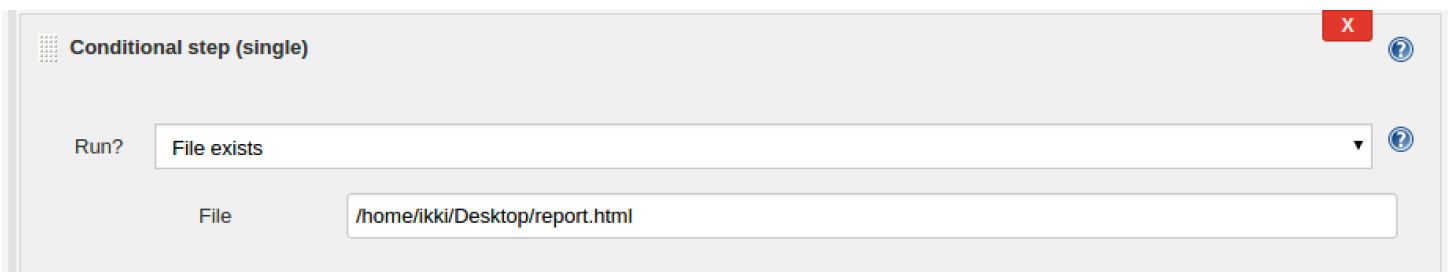 X
Conditional step (single)
?
Run? File exists ?
File /home/ikki/Desktop/report.html